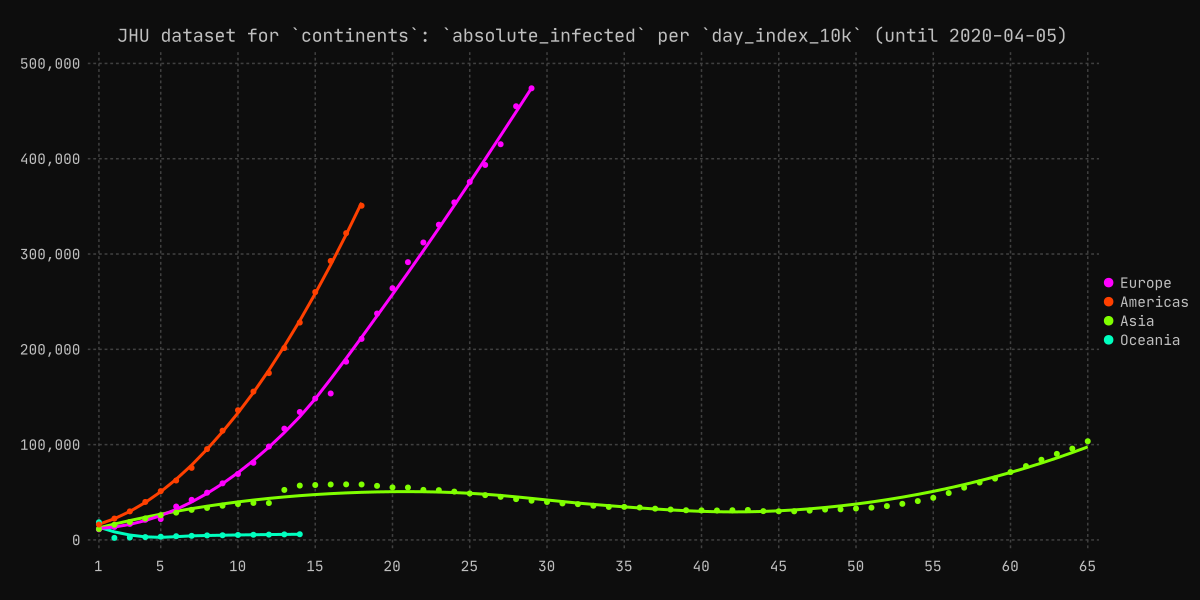 JHU dataset for `continents`: `absolute_infected` per `day_index_10k` (until 2020-04-05)
500,000
400,000
300,000
200,000
100,000
0
1 5 10 15 20 25 30 35 40 45 50 55 60 65
Europe
Americas
Asia
Oceania